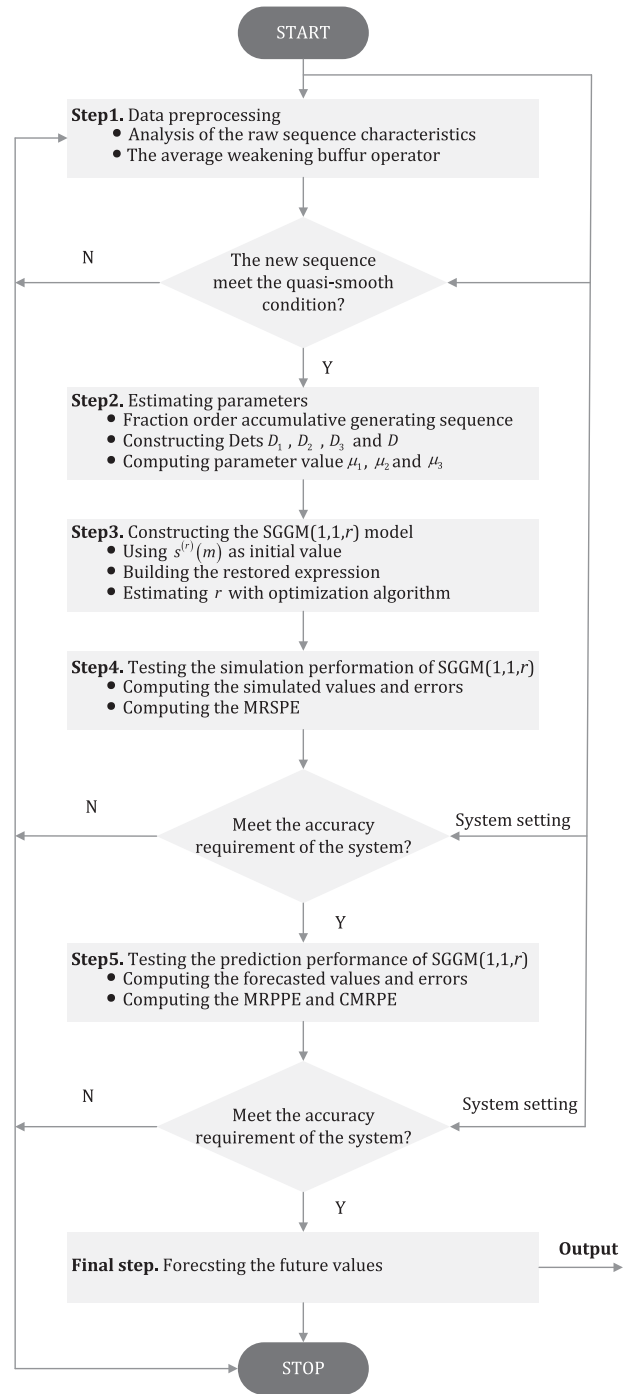 START
Step1. Data preprocessing
• Analysis of the raw sequence characteristics
• The average weakening buffur operator
N
The new sequence
meet the quasi-smooth
condition?
Y
Step2. Estimating parameters
• Fraction order accumulative generating sequence
• Constructing Dets D₁ , D₂ , D₃ and D
• Computing parameter value μ₁, μ₂ and μ₃
Step3. Constructing the SGGM(1,1,r) model
• Using s⁽ʳ⁾(m) as initial value
• Building the restored expression
• Estimating r with optimization algorithm
Step4. Testing the simulation performation of SGGM(1,1,r)
• Computing the simulated values and errors
• Computing the MRSPE
N
Meet the accuracy
requirement of the system?
System setting
Y
Step5. Testing the prediction performance of SGGM(1,1,r)
• Computing the forecasted values and errors
• Computing the MRPPE and CMRPE
N
Meet the accuracy
requirement of the system?
System setting
Y
Final step. Forecsting the future values
Output
STOP